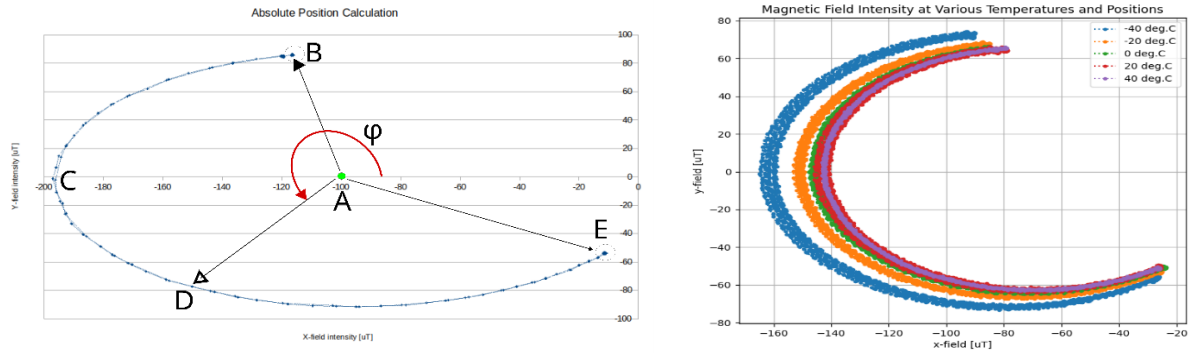 Absolute Position Calculation
100
80
60
40
20
0
-20
-40
-60
-80
-100
-200
-180
-160
-140
-120
-100
-80
-60
-40
-20
0
Y-field intensity [uT]
X-field intensity [uT]
B
φ
C
A
E
D
Magnetic Field Intensity at Various Temperatures and Positions
80
60
40
20
0
−20
−40
−60
−80
y-field [uT]
−160
−140
−120
−100
−80
−60
−40
−20
x-field [uT]
-40 deg.C
-20 deg.C
0 deg.C
20 deg.C
40 deg.C